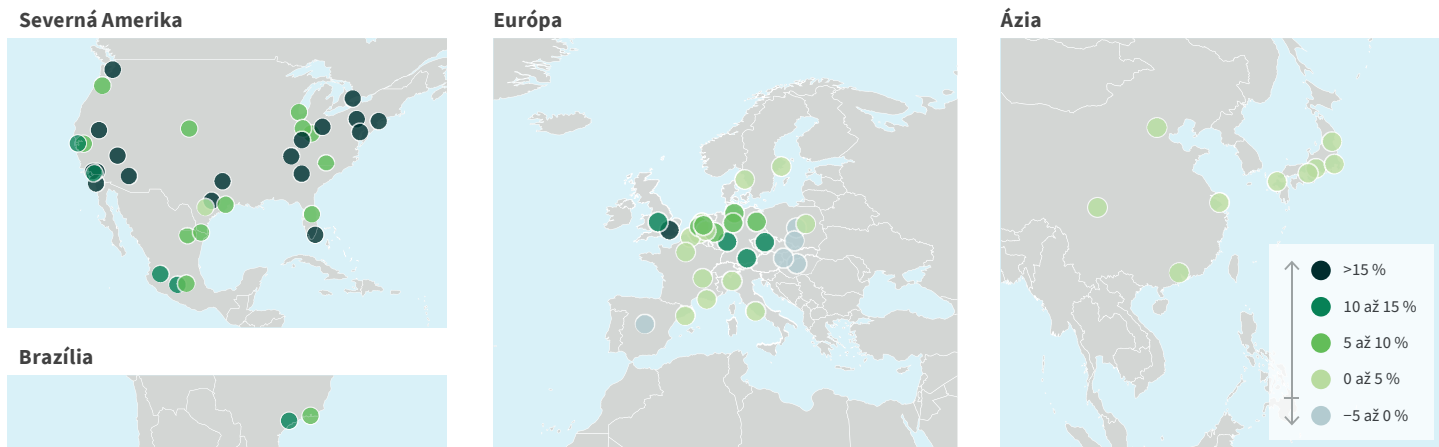 Severná Amerika
Európa
Ázia
Brazília
>15 %
10 až 15 %
5 až 10 %
0 až 5 %
−5 až 0 %